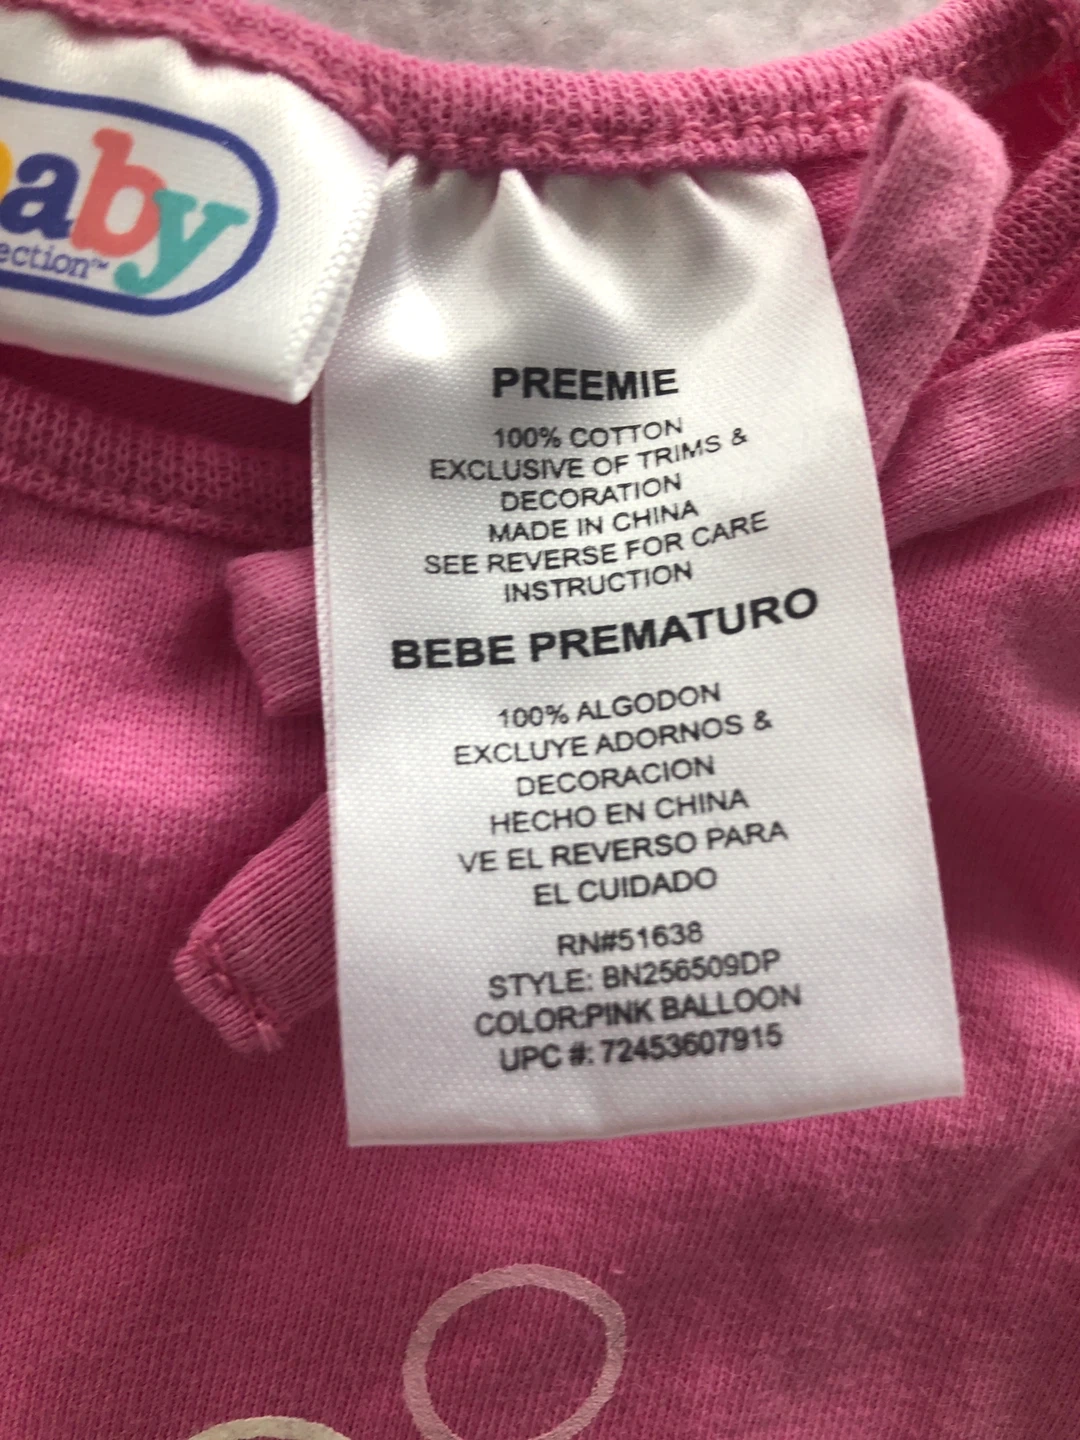 aby
ection™
PREEMIE
100% COTTON
EXCLUSIVE OF TRIMS &
DECORATION
MADE IN CHINA
SEE REVERSE FOR CARE
INSTRUCTION
BEBE PREMATURO
100% ALGODON
EXCLUYE ADORNOS &
DECORACION
HECHO EN CHINA
VE EL REVERSO PARA
EL CUIDADO
RN#51638
STYLE: BN256509DP
COLOR:PINK BALLOON
UPC #: 72453607915